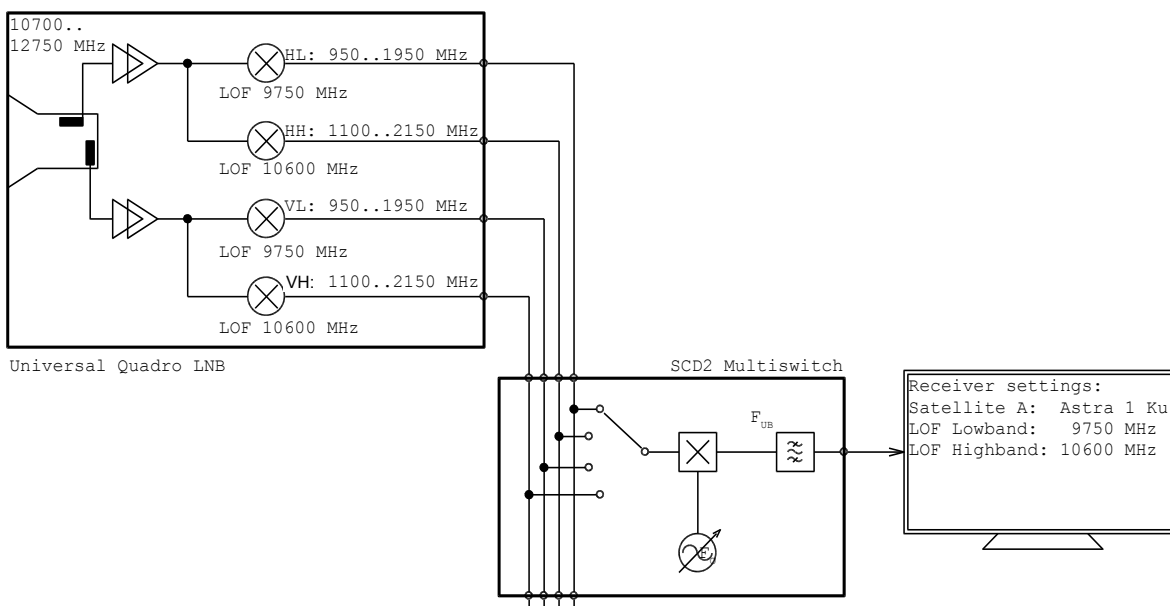 10700..
12750 MHz
HL: 950..1950 MHz
LOF 9750 MHz
HH: 1100..2150 MHz
LOF 10600 MHz
VL: 950..1950 MHz
LOF 9750 MHz
VH: 1100..2150 MHz
LOF 10600 MHz
Universal Quadro LNB
SCD2 Multiswitch
F_UB
Receiver settings:
Satellite A: Astra 1 Ku
LOF Lowband: 9750 MHz
LOF Highband: 10600 MHz